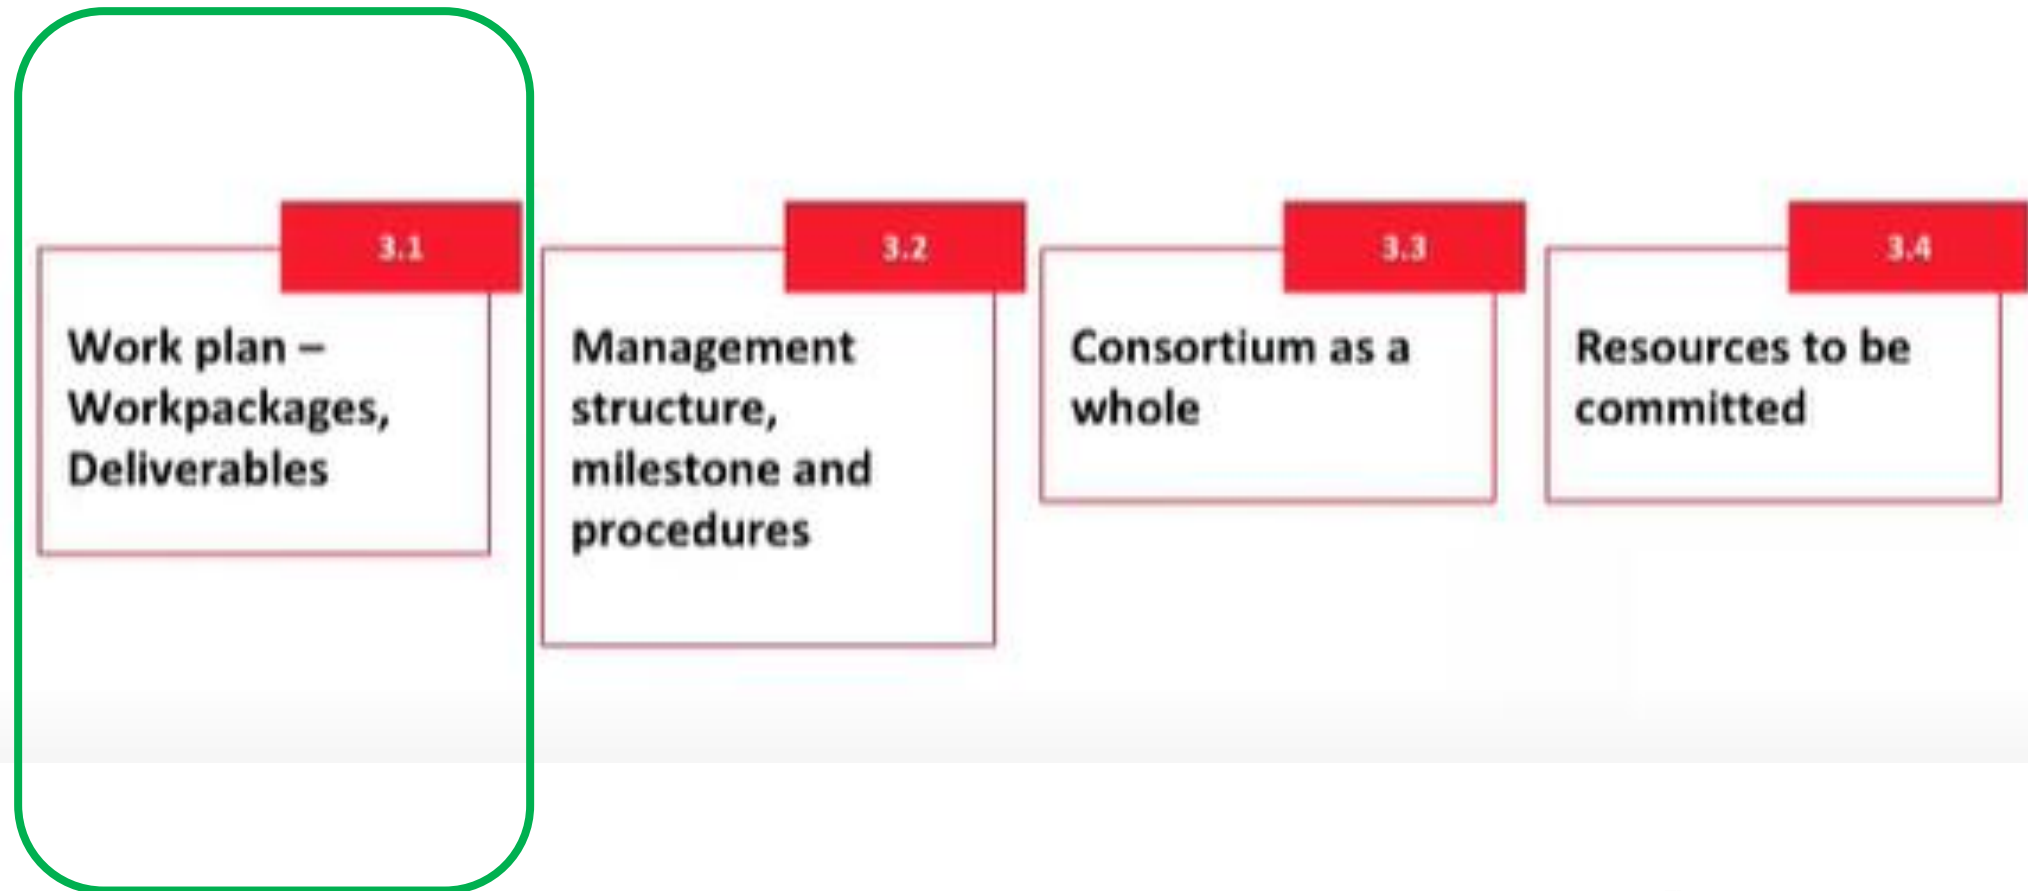 3.1
Work plan –
Workpackages,
Deliverables
3.2
Management
structure,
milestone and
procedures
3.3
Consortium as a
whole
3.4
Resources to be
committed